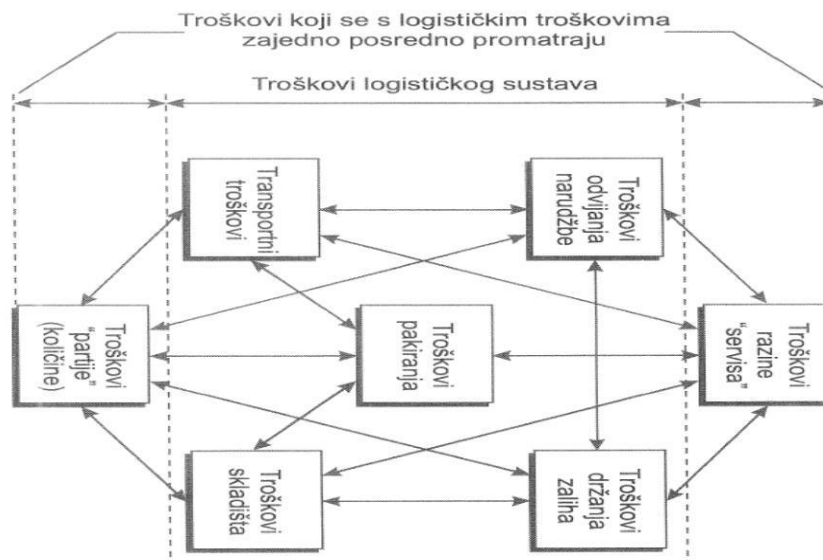 Troškovi koji se s logističkim troškovima
zajedno posredno promatraju
Troškovi logističkog sustava
Transportni
troškovi
Troškovi
odvijanja
narudžbe
Troškovi
"partije"
(količine)
Troškovi
pakiranja
Troškovi
razine
"servisa"
Troškovi
skladišta
Troškovi
držanja
zaliha